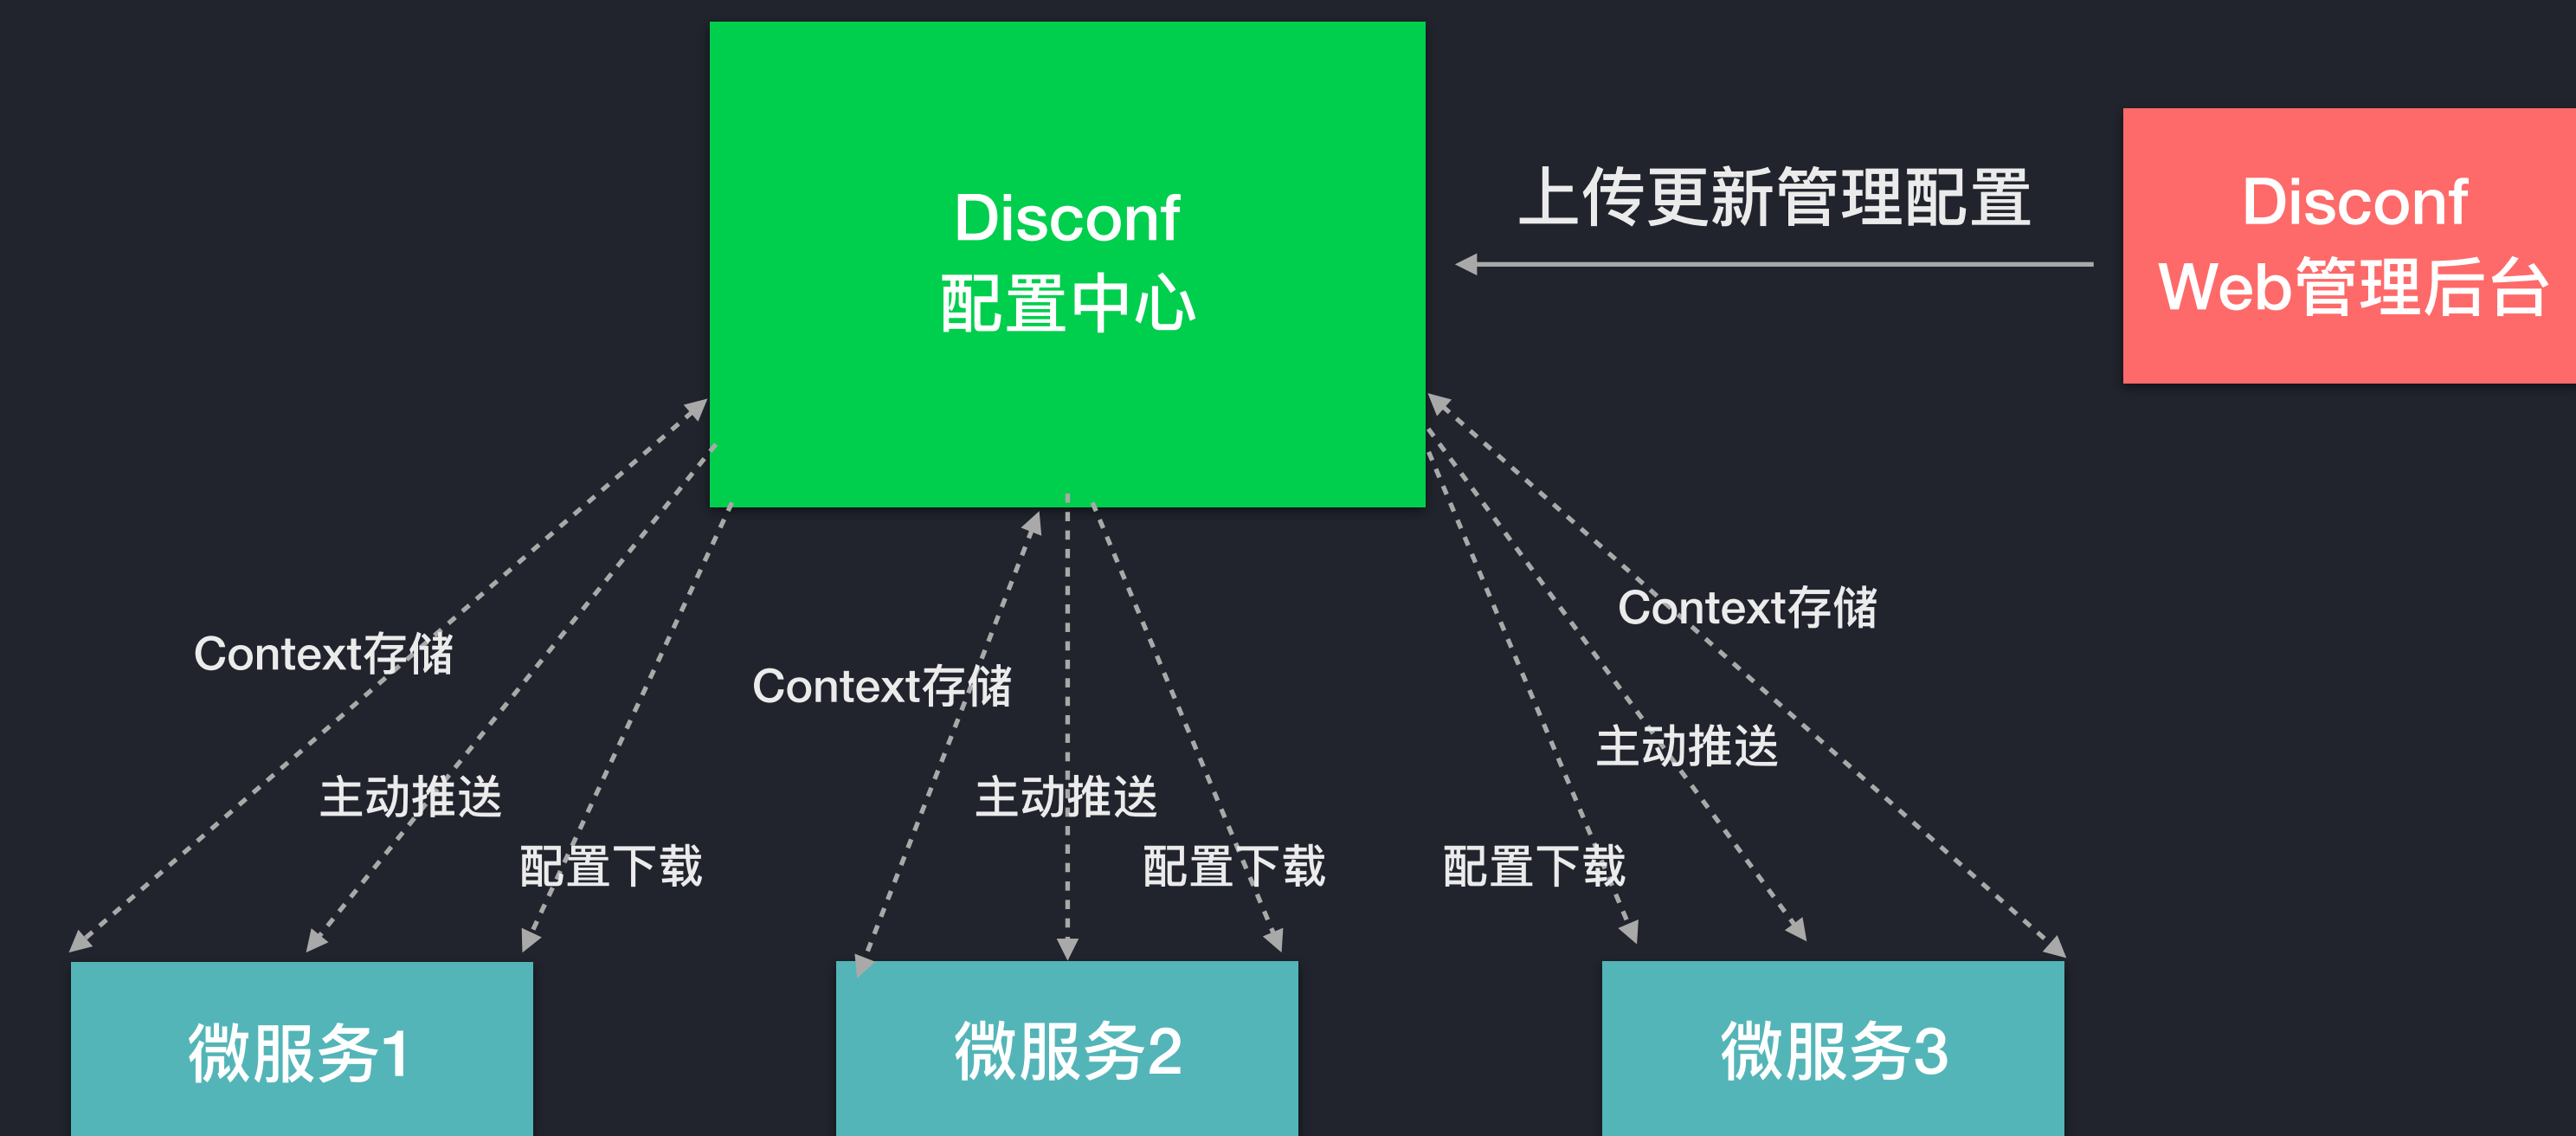 Disconf
配置中心
上传更新管理配置
Disconf
Web管理后台
Context存储
主动推送
配置下载
Context存储
主动推送
配置下载
Context存储
主动推送
配置下载
微服务1
微服务2
微服务3